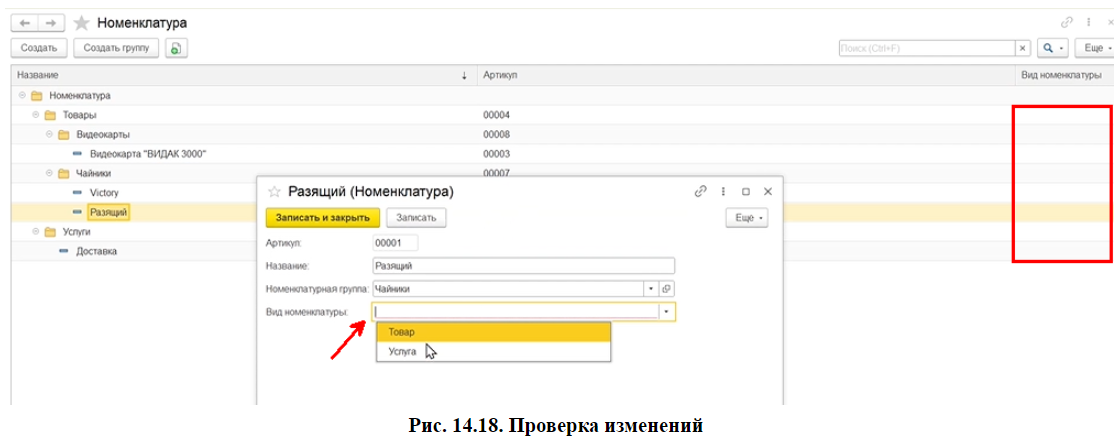 Номенклатура
Создать Создать группу Поиск (Ctrl+F) × Еще
Название ↓ Артикул Вид номенклатуры
Номенклатура
Товары 00004
Видеокарты 00008
Видеокарта "ВИДАК 3000" 00003
Чайники 00007
Victory
Разящий
Услуги
Доставка
Разящий (Номенклатура)
Записать и закрыть Записать Еще
Артикул: 00001
Название: Разящий
Номенклатурная группа: Чайники
Вид номенклатуры:
Товар
Услуга
Рис. 14.18. Проверка изменений